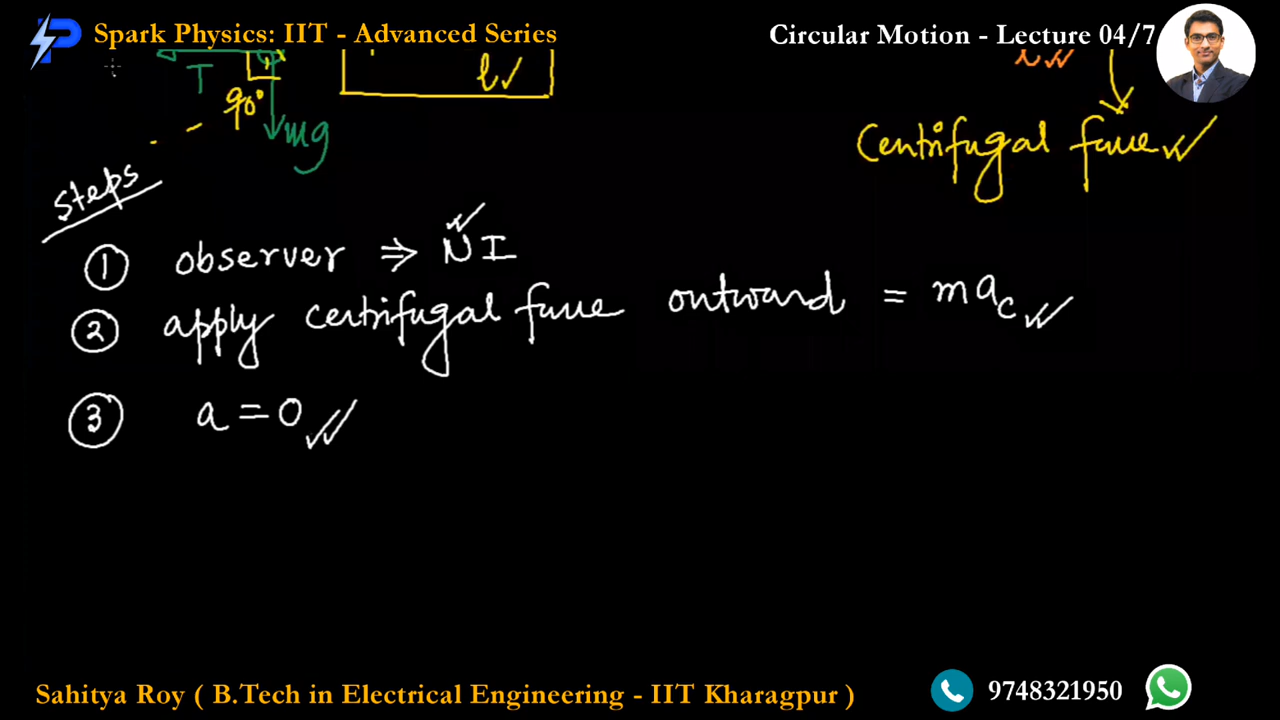 Spark Physics: IIT - Advanced Series
Circular Motion - Lecture 04/7
T
90°
mg
l
Centrifugal force
steps
① observer ⇒ NI
② apply centrifugal force outward = ma_c
③ a = 0
Sahitya Roy ( B.Tech in Electrical Engineering - IIT Kharagpur )
9748321950